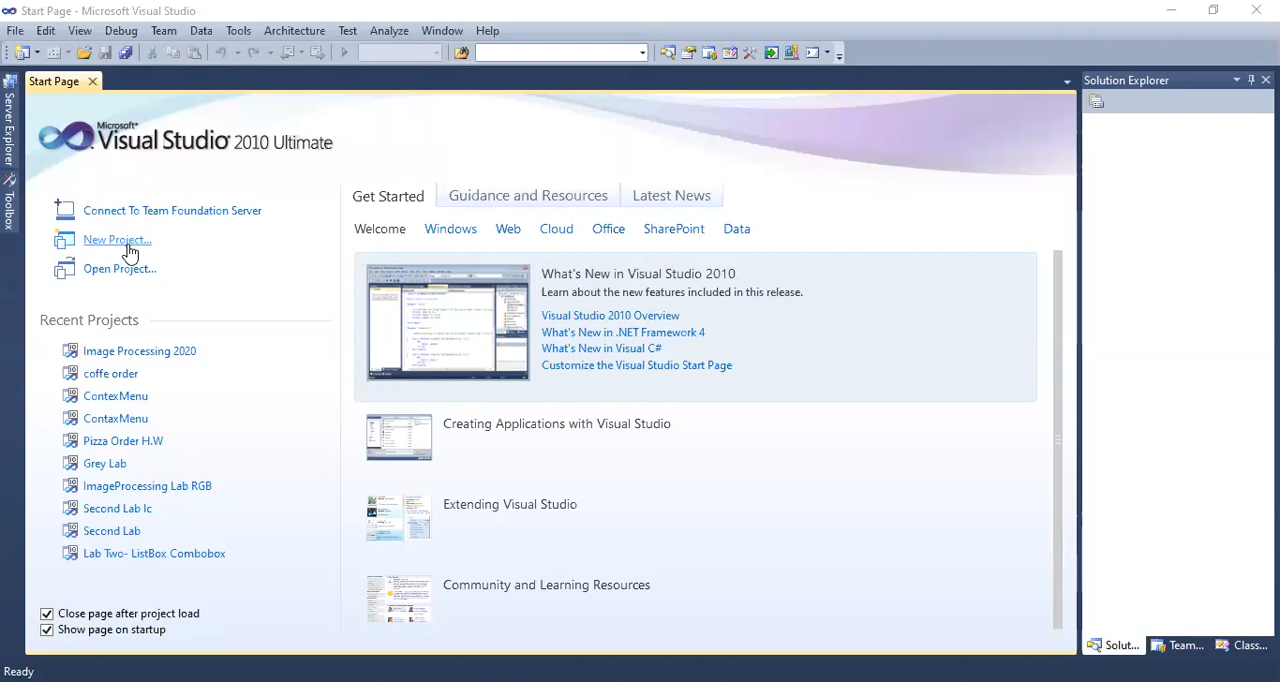 Start Page - Microsoft Visual Studio
File Edit View Debug Team Data Tools Architecture Test Analyze Window Help
Start Page
Solution Explorer
Server Explorer
Toolbox
Microsoft®
Visual Studio® 2010 Ultimate
Connect To Team Foundation Server
New Project...
Open Project...
Recent Projects
Image Processing 2020
coffe order
ContexMenu
ContexMenu
Pizza Order H.W
Grey Lab
ImageProcessing Lab RGB
Second Lab lc
Second Lab
Lab Two- ListBox Combobox
Close page after project load
Show page on startup
Get Started Guidance and Resources Latest News
Welcome Windows Web Cloud Office SharePoint Data
What's New in Visual Studio 2010
Learn about the new features included in this release.
Visual Studio 2010 Overview
What's New in .NET Framework 4
What's New in Visual C#
Customize the Visual Studio Start Page
Creating Applications with Visual Studio
Extending Visual Studio
Community and Learning Resources
Solut... Team... Class...
Ready